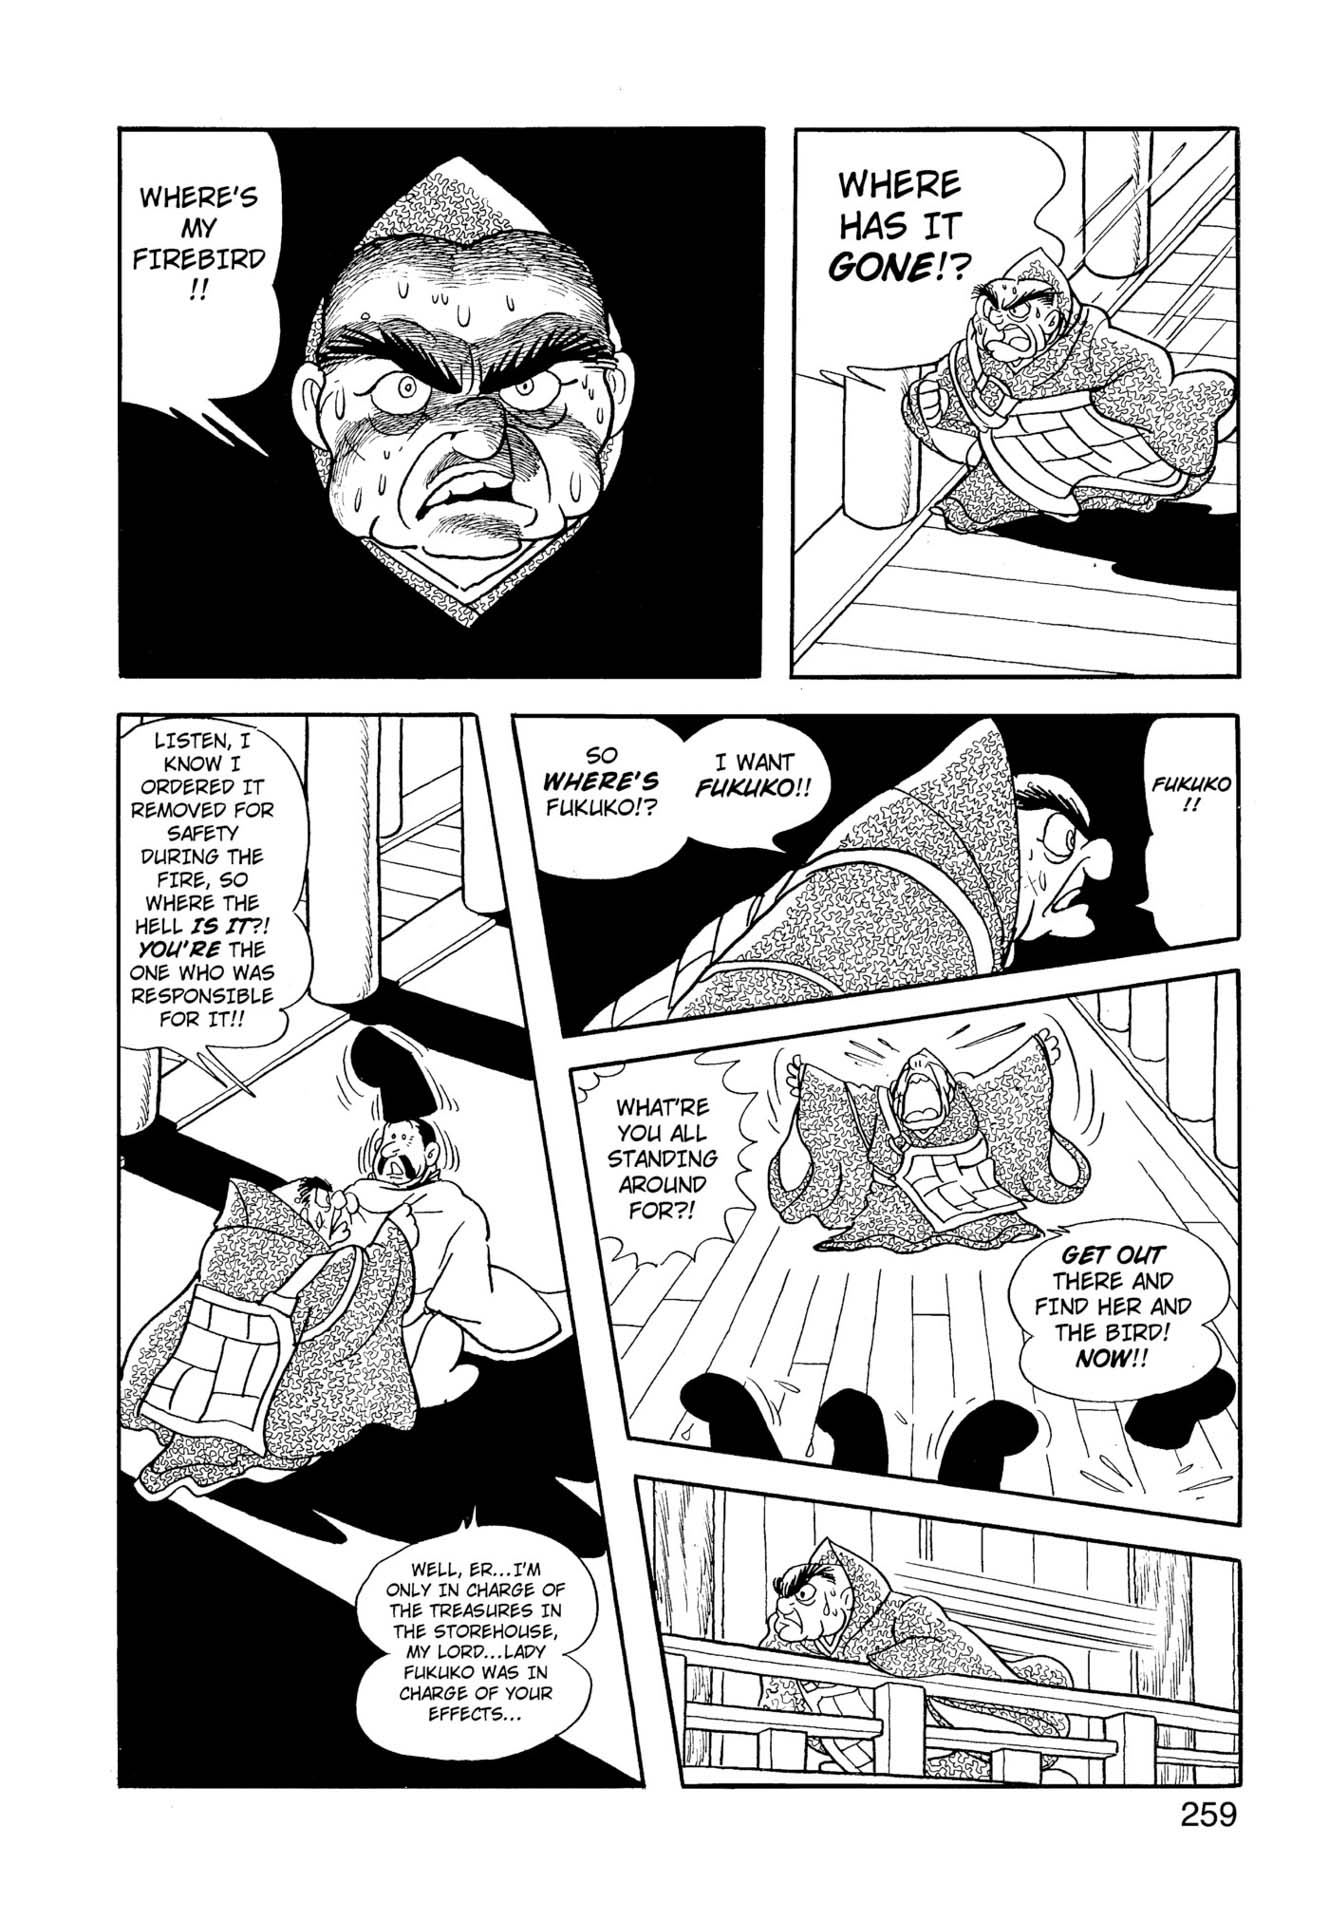 WHERE'S
MY
FIREBIRD
!!
WHERE
HAS IT
GONE!?
LISTEN, I
KNOW I
ORDERED IT
REMOVED FOR
SAFETY
DURING THE
FIRE, SO
WHERE THE
HELL IS IT?!
YOU'RE THE
ONE WHO WAS
RESPONSIBLE
FOR IT!!
WELL, ER...I'M
ONLY IN CHARGE OF
THE TREASURES IN
THE STOREHOUSE,
MY LORD...LADY
FUKUKO WAS IN
CHARGE OF YOUR
EFFECTS...
SO
WHERE'S
FUKUKO!?
I WANT
FUKUKO!!
FUKUKO
!!
WHAT'RE
YOU ALL
STANDING
AROUND
FOR?!
GET OUT
THERE AND
FIND HER AND
THE BIRD!
NOW!!
259